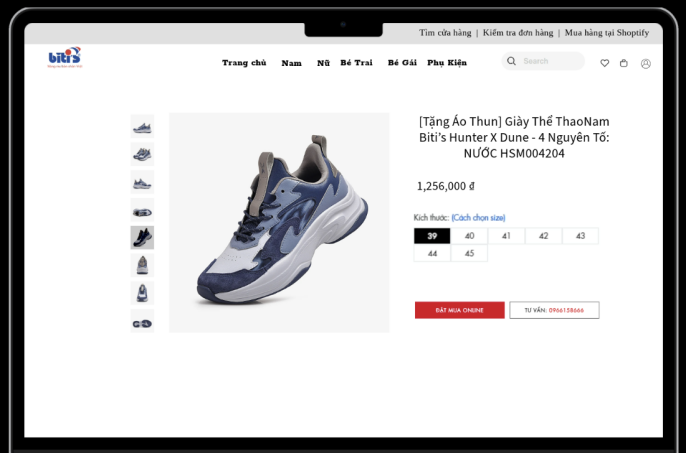 Tìm cửa hàng | Kiểm tra đơn hàng | Mua hàng tại Shoptify
biti's
Trang chủ Nam Nữ Bé Trai Bé Gái Phụ Kiện
Search
[Tặng Áo Thun] Giày Thể ThaoNam
Biti's Hunter X Dune - 4 Nguyên Tố:
NƯỚC HSM004204
1,256,000 ₫
Kích thước: (Cách chọn size)
39 40 41 42 43
44 45
ĐẶT MUA ONLINE
TƯ VẤN: 0966158666